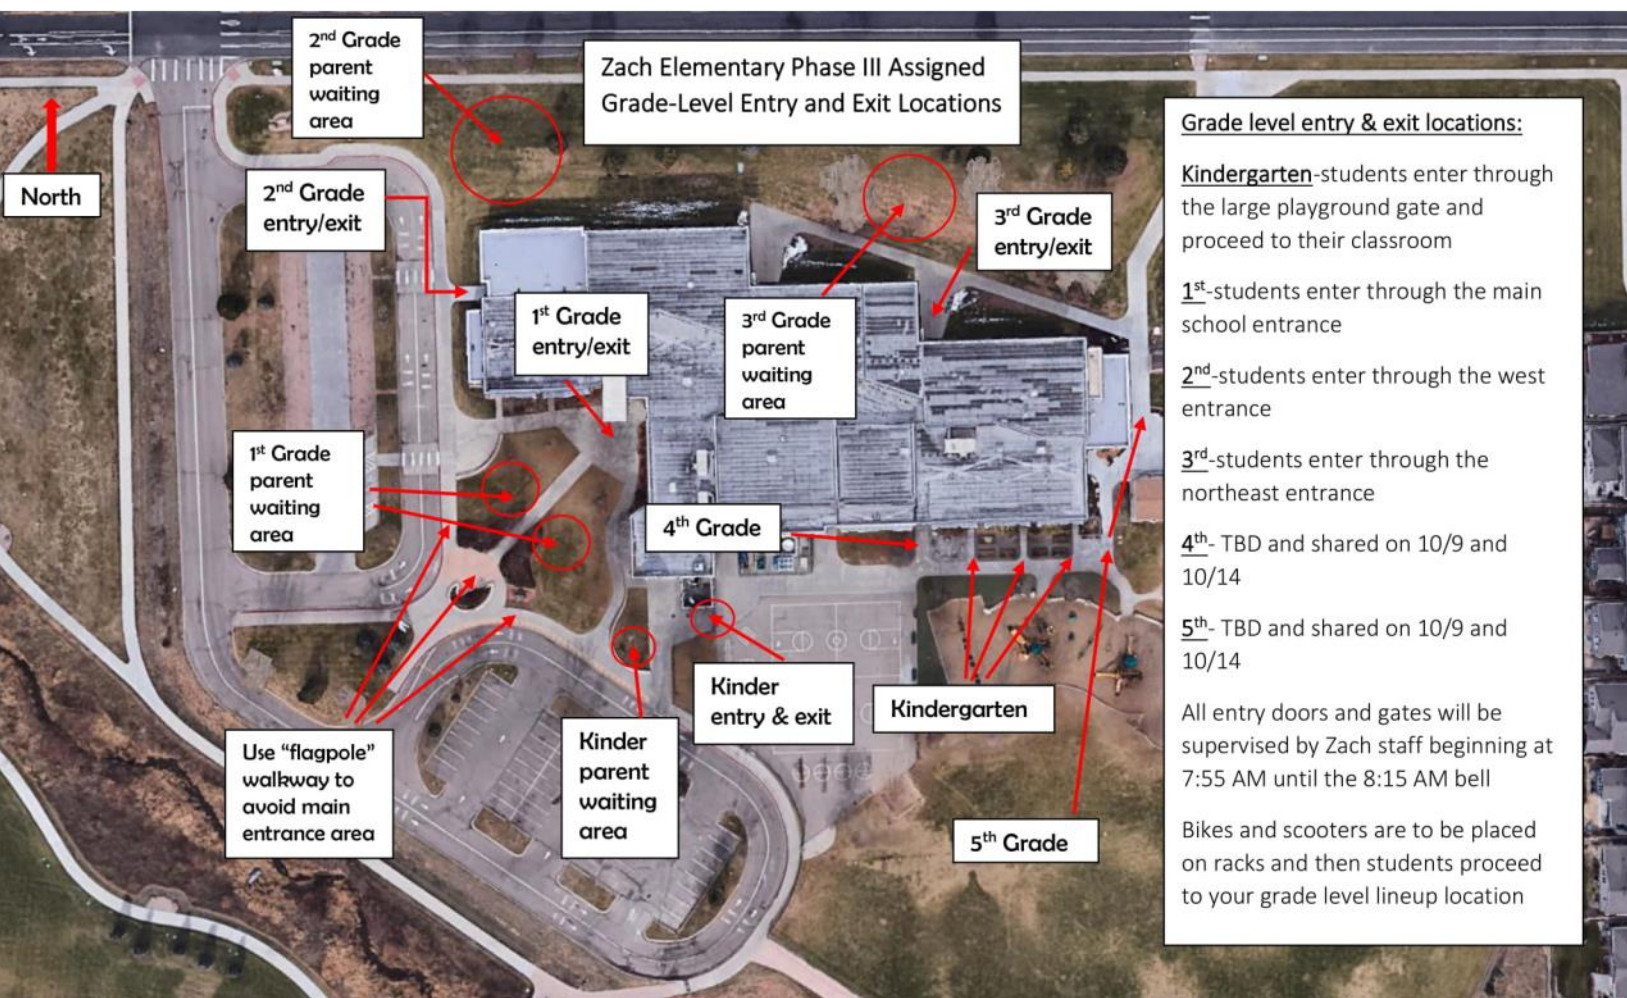 2nd Grade
parent
waiting
area
Zach Elementary Phase III Assigned
Grade-Level Entry and Exit Locations
North
2nd Grade
entry/exit
3rd Grade
entry/exit
1st Grade
entry/exit
3rd Grade
parent
waiting
area
1st Grade
parent
waiting
area
4th Grade
Kinder
entry & exit
Kindergarten
Use “flagpole”
walkway to
avoid main
entrance area
Kinder
parent
waiting
area
5th Grade
Grade level entry & exit locations:
Kindergarten-students enter through
the large playground gate and
proceed to their classroom
1st-students enter through the main
school entrance
2nd-students enter through the west
entrance
3rd-students enter through the
northeast entrance
4th- TBD and shared on 10/9 and
10/14
5th- TBD and shared on 10/9 and
10/14
All entry doors and gates will be
supervised by Zach staff beginning at
7:55 AM until the 8:15 AM bell
Bikes and scooters are to be placed
on racks and then students proceed
to your grade level lineup location